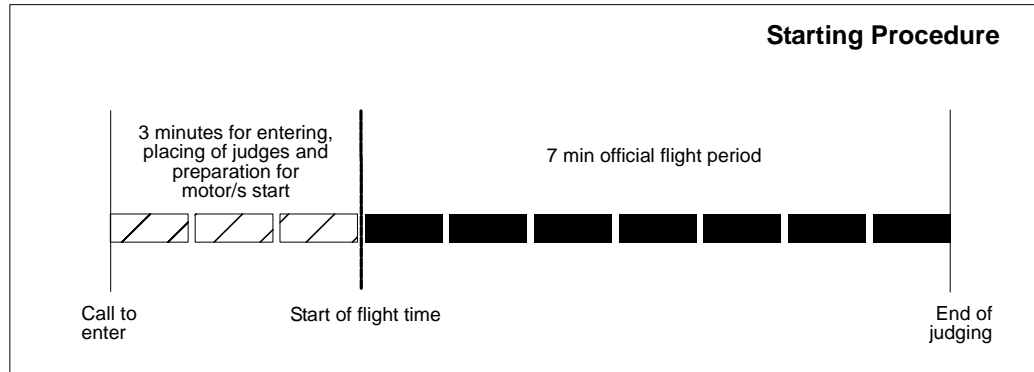 Starting Procedure
3 minutes for entering,
placing of judges and
preparation for
motor/s start
7 min official flight period
Call to
enter
Start of flight time
End of
judging